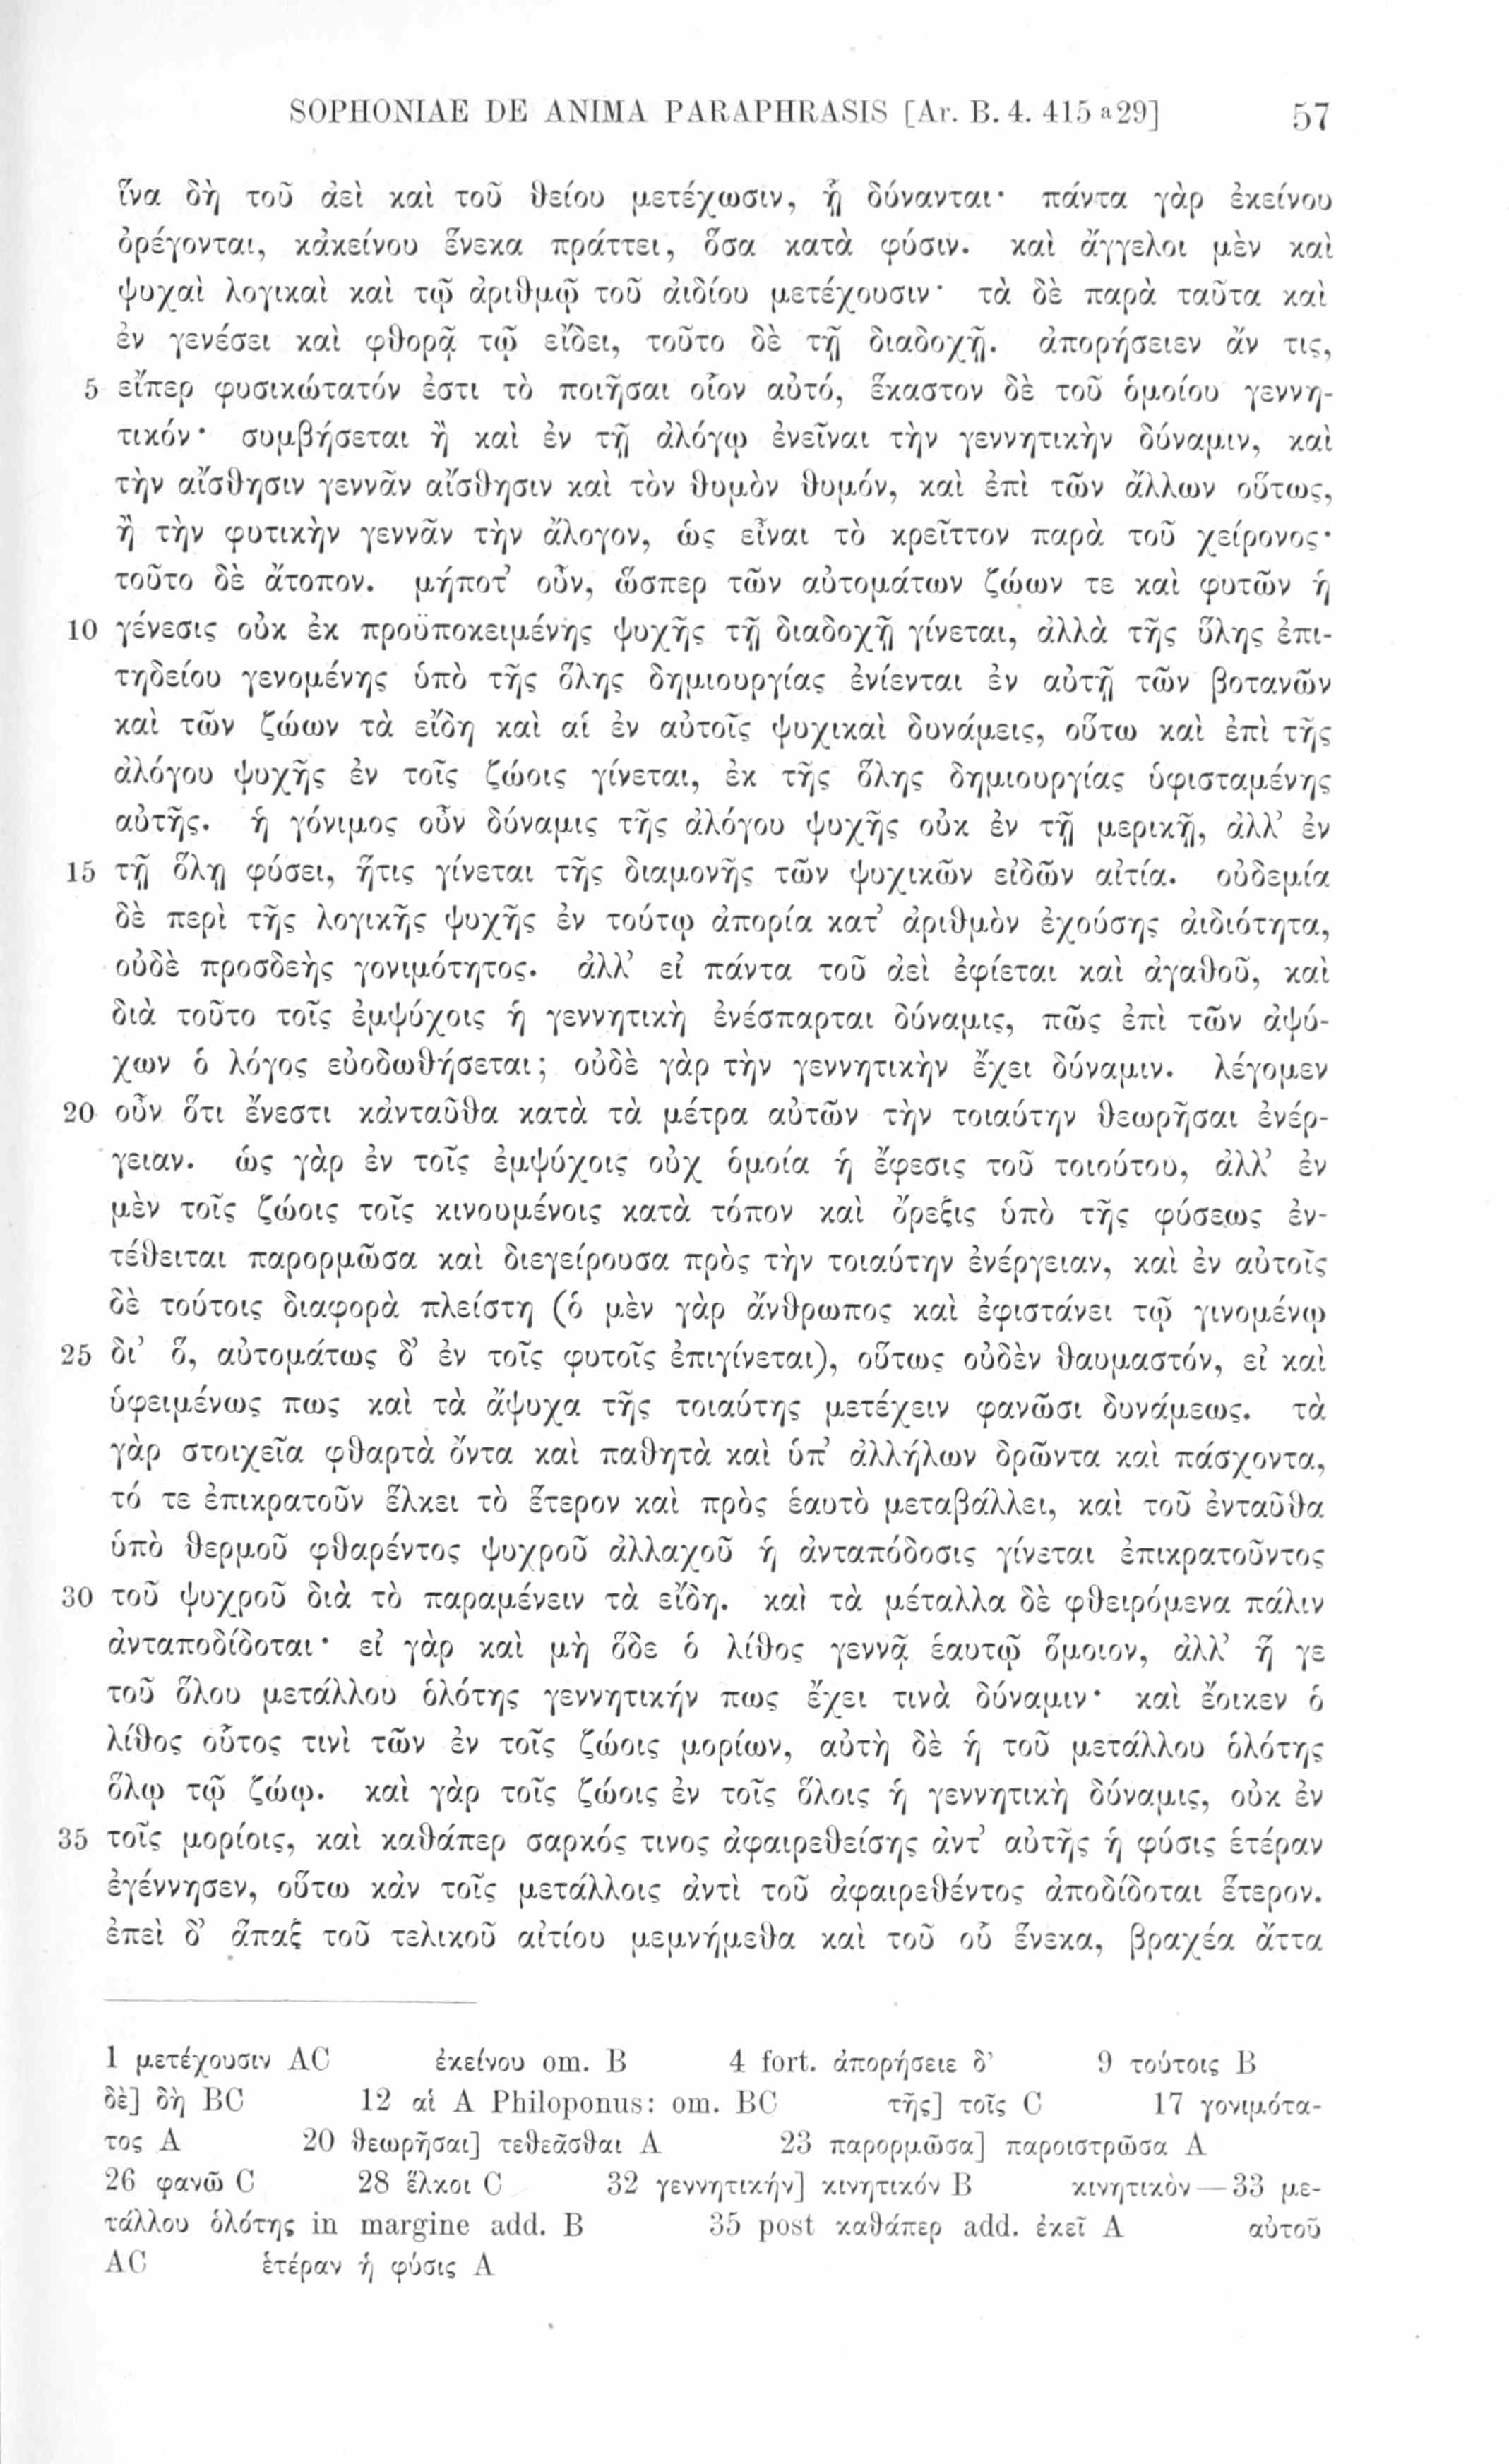 SOPHONIAE DE ANIMA PARAPHRASIS [Ar. B. 4. 415 a 29] 57
ἵνα δὴ τοῦ ἀεὶ καὶ τοῦ θείου μετέχωσιν, ᾗ δύνανται· πάντα γὰρ ἐκείνου
ὀρέγονται, κἀκείνου ἕνεκα πράττει, ὅσα κατὰ φύσιν. καὶ ἄγγελοι μὲν καὶ
ψυχαὶ λογικαὶ καὶ τῷ ἀριθμῷ τοῦ ἀιδίου μετέχουσιν· τὰ δὲ παρὰ ταῦτα καὶ
ἐν γενέσει καὶ φθορᾷ τῷ εἴδει, τοῦτο δὲ τῇ διαδοχῇ. ἀπορήσειεν ἄν τις,
5 εἴπερ φυσικώτατόν ἐστι τὸ ποιῆσαι οἷον αὐτό, ἕκαστον δὲ τοῦ ὁμοίου γεννη-
τικόν· συμβήσεται ἢ καὶ ἐν τῇ ἀλόγῳ ἐνεῖναι τὴν γεννητικὴν δύναμιν, καὶ
τὴν αἴσθησιν γεννᾶν αἴσθησιν καὶ τὸν θυμὸν θυμόν, καὶ ἐπὶ τῶν ἄλλων οὕτως,
ἢ τὴν φυτικὴν γεννᾶν τὴν ἄλογον, ὡς εἶναι τὸ κρεῖττον παρὰ τοῦ χείρονος·
τοῦτο δὲ ἄτοπον. μήποτ’ οὖν, ὥσπερ τῶν αὐτομάτων ζώων τε καὶ φυτῶν ἡ
10 γένεσις οὐκ ἐκ προϋποκειμένης ψυχῆς τῇ διαδοχῇ γίνεται, ἀλλὰ τῆς ὕλης ἐπι-
τηδείου γενομένης ὑπὸ τῆς ὅλης δημιουργίας ἐνίενται ἐν αὐτῇ τῶν βοτανῶν
καὶ τῶν ζώων τὰ εἴδη καὶ αἱ ἐν αὐτοῖς ψυχικαὶ δυνάμεις, οὕτω καὶ ἐπὶ τῆς
ἀλόγου ψυχῆς ἐν τοῖς ζώοις γίνεται, ἐκ τῆς ὅλης δημιουργίας ὑφισταμένης
αὐτῆς. ἡ γόνιμος οὖν δύναμις τῆς ἀλόγου ψυχῆς οὐκ ἐν τῇ μερικῇ, ἀλλ’ ἐν
15 τῇ ὅλῃ φύσει, ἥτις γίνεται τῆς διαμονῆς τῶν ψυχικῶν εἰδῶν αἰτία. οὐδεμία
δὲ περὶ τῆς λογικῆς ψυχῆς ἐν τούτῳ ἀπορία κατ’ ἀριθμὸν ἐχούσης ἀιδιότητα,
οὐδὲ προσδεὴς γονιμότητος. ἀλλ’ εἰ πάντα τοῦ ἀεὶ ἐφίεται καὶ ἀγαθοῦ, καὶ
διὰ τοῦτο τοῖς ἐμψύχοις ἡ γεννητικὴ ἐνέσπαρται δύναμις, πῶς ἐπὶ τῶν ἀψύ-
χων ὁ λόγος εὐοδωθήσεται; οὐδὲ γὰρ τὴν γεννητικὴν ἔχει δύναμιν. λέγομεν
20 οὖν ὅτι ἔνεστι κἀνταῦθα κατὰ τὰ μέτρα αὐτῶν τὴν τοιαύτην θεωρῆσαι ἐνέρ-
γειαν. ὡς γὰρ ἐν τοῖς ἐμψύχοις οὐχ ὁμοία ἡ ἔφεσις τοῦ τοιούτου, ἀλλ’ ἐν
μὲν τοῖς ζώοις τοῖς κινουμένοις κατὰ τόπον καὶ ὄρεξις ὑπὸ τῆς φύσεως ἐν-
τέθειται παρορμῶσα καὶ διεγείρουσα πρὸς τὴν τοιαύτην ἐνέργειαν, καὶ ἐν αὐτοῖς
δὲ τούτοις διαφορὰ πλείστη (ὁ μὲν γὰρ ἄνθρωπος καὶ ἐφιστάνει τῷ γινομένῳ
25 δι’ ὅ, αὐτομάτως δ’ ἐν τοῖς φυτοῖς ἐπιγίνεται), οὕτως οὐδὲν θαυμαστόν, εἰ καὶ
ὑφειμένως πως καὶ τὰ ἄψυχα τῆς τοιαύτης μετέχειν φανῶσι δυνάμεως. τὰ
γὰρ στοιχεῖα φθαρτὰ ὄντα καὶ παθητὰ καὶ ὑπ’ ἀλλήλων δρῶντα καὶ πάσχοντα,
τό τε ἐπικρατοῦν ἕλκει τὸ ἕτερον καὶ πρὸς ἑαυτὸ μεταβάλλει, καὶ τοῦ ἐνταῦθα
ὑπὸ θερμοῦ φθαρέντος ψυχροῦ ἀλλαχοῦ ἡ ἀνταπόδοσις γίνεται ἐπικρατοῦντος
30 τοῦ ψυχροῦ διὰ τὸ παραμένειν τὰ εἴδη. καὶ τὰ μέταλλα δὲ φθειρόμενα πάλιν
ἀνταποδίδοται· εἰ γὰρ καὶ μὴ ὅδε ὁ λίθος γεννᾷ ἑαυτῷ ὅμοιον, ἀλλ’ ἥ γε
τοῦ ὅλου μετάλλου ὁλότης γεννητικήν πως ἔχει τινὰ δύναμιν· καὶ ἔοικεν ὁ
λίθος οὗτος τινὶ τῶν ἐν τοῖς ζώοις μορίων, αὐτὴ δὲ ἡ τοῦ μετάλλου ὁλότης
ὅλῳ τῷ ζώῳ. καὶ γὰρ τοῖς ζώοις ἐν τοῖς ὅλοις ἡ γεννητικὴ δύναμις, οὐκ ἐν
35 τοῖς μορίοις, καὶ καθάπερ σαρκός τινος ἀφαιρεθείσης ἀντ’ αὐτῆς ἡ φύσις ἑτέραν
ἐγέννησεν, οὕτω κἀν τοῖς μετάλλοις ἀντὶ τοῦ ἀφαιρεθέντος ἀποδίδοται ἕτερον.
ἐπεὶ δ’ ἅπαξ τοῦ τελικοῦ αἰτίου μεμνήμεθα καὶ τοῦ οὗ ἕνεκα, βραχέα ἄττα
1 μετέχουσιν AC ἐκείνου om. B 4 fort. ἀπορήσειε δ’ 9 τούτοις B
δὲ] δὴ BC 12 αἱ A Philoponus: om. BC τῆς] τοῖς C 17 γονιμότα-
τος A 20 θεωρῆσαι] τεθεᾶσθαι A 23 παρορμῶσα] παροιστρῶσα A
26 φανῶ C 28 ἕλκοι C 32 γεννητικήν] κινητικόν B κινητικὸν — 33 με-
τάλλου ὁλότης in margine add. B 35 post καθάπερ add. ἐκεῖ A αὐτοῦ
AC ἑτέραν ἡ φύσις A